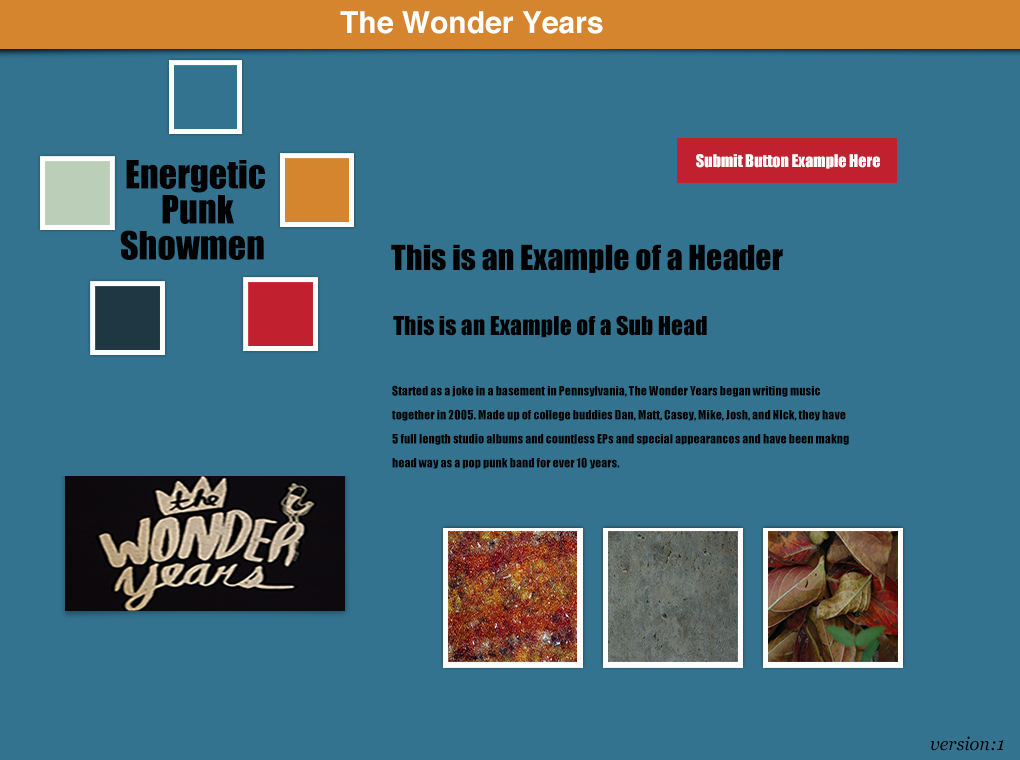 The Wonder Years
Energetic
Punk
Showmen
Submit Button Example Here
This is an Example of a Header
This is an Example of a Sub Head
Started as a joke in a basement in Pennsylvania, The Wonder Years began writing music
together in 2005. Made up of college buddies Dan, Matt, Casey, Mike, Josh, and NIck, they have
5 full length studio albums and countless EPs and special appearances and have been makng
head way as a pop punk band for over 10 years.
the
WONDER
years
version:1